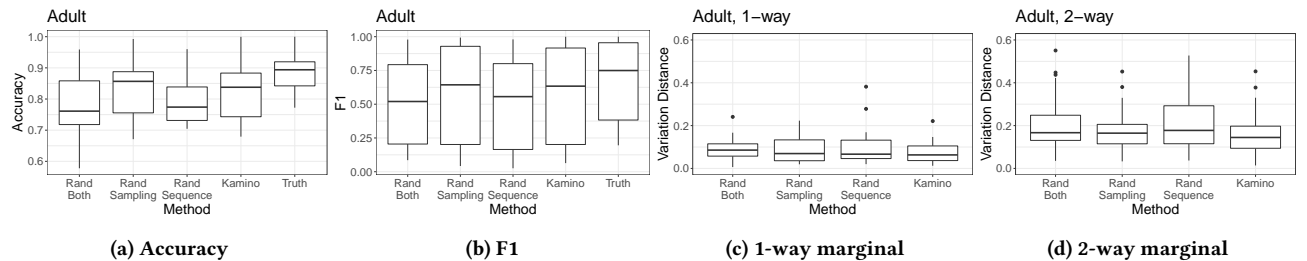 Adult
Accuracy
1.0
0.9
0.8
0.7
0.6
Rand Both
Rand Sampling
Rand Sequence
Kamino
Truth
Method
(a) Accuracy
Adult
F1
1.00
0.75
0.50
0.25
0.00
Rand Both
Rand Sampling
Rand Sequence
Kamino
Truth
Method
(b) F1
Adult, 1−way
Variation Distance
0.6
0.4
0.2
0.0
Rand Both
Rand Sampling
Rand Sequence
Kamino
Method
(c) 1-way marginal
Adult, 2−way
Variation Distance
0.6
0.4
0.2
0.0
Rand Both
Rand Sampling
Rand Sequence
Kamino
Method
(d) 2-way marginal